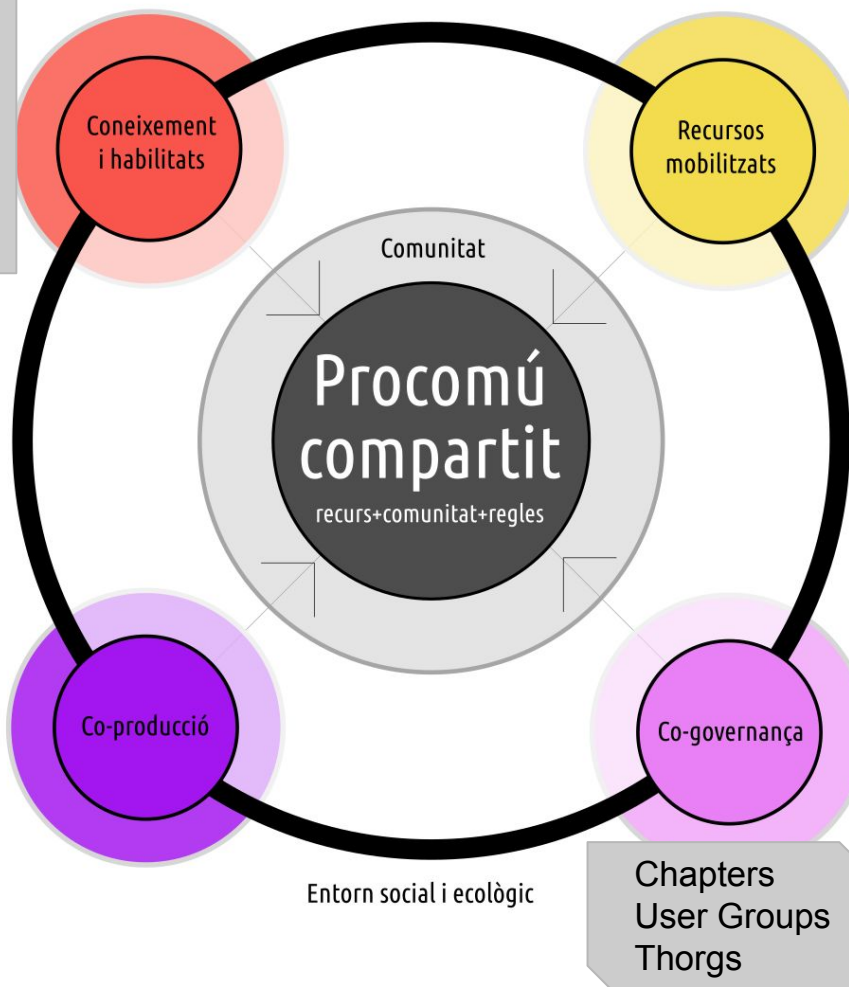 Coneixement
i habilitats
Recursos
mobilitzats
Comunitat
Procomú
compartit
recurs+comunitat+regles
Co-producció
Co-governança
Entorn social i ecològic
Chapters
User Groups
Thorgs